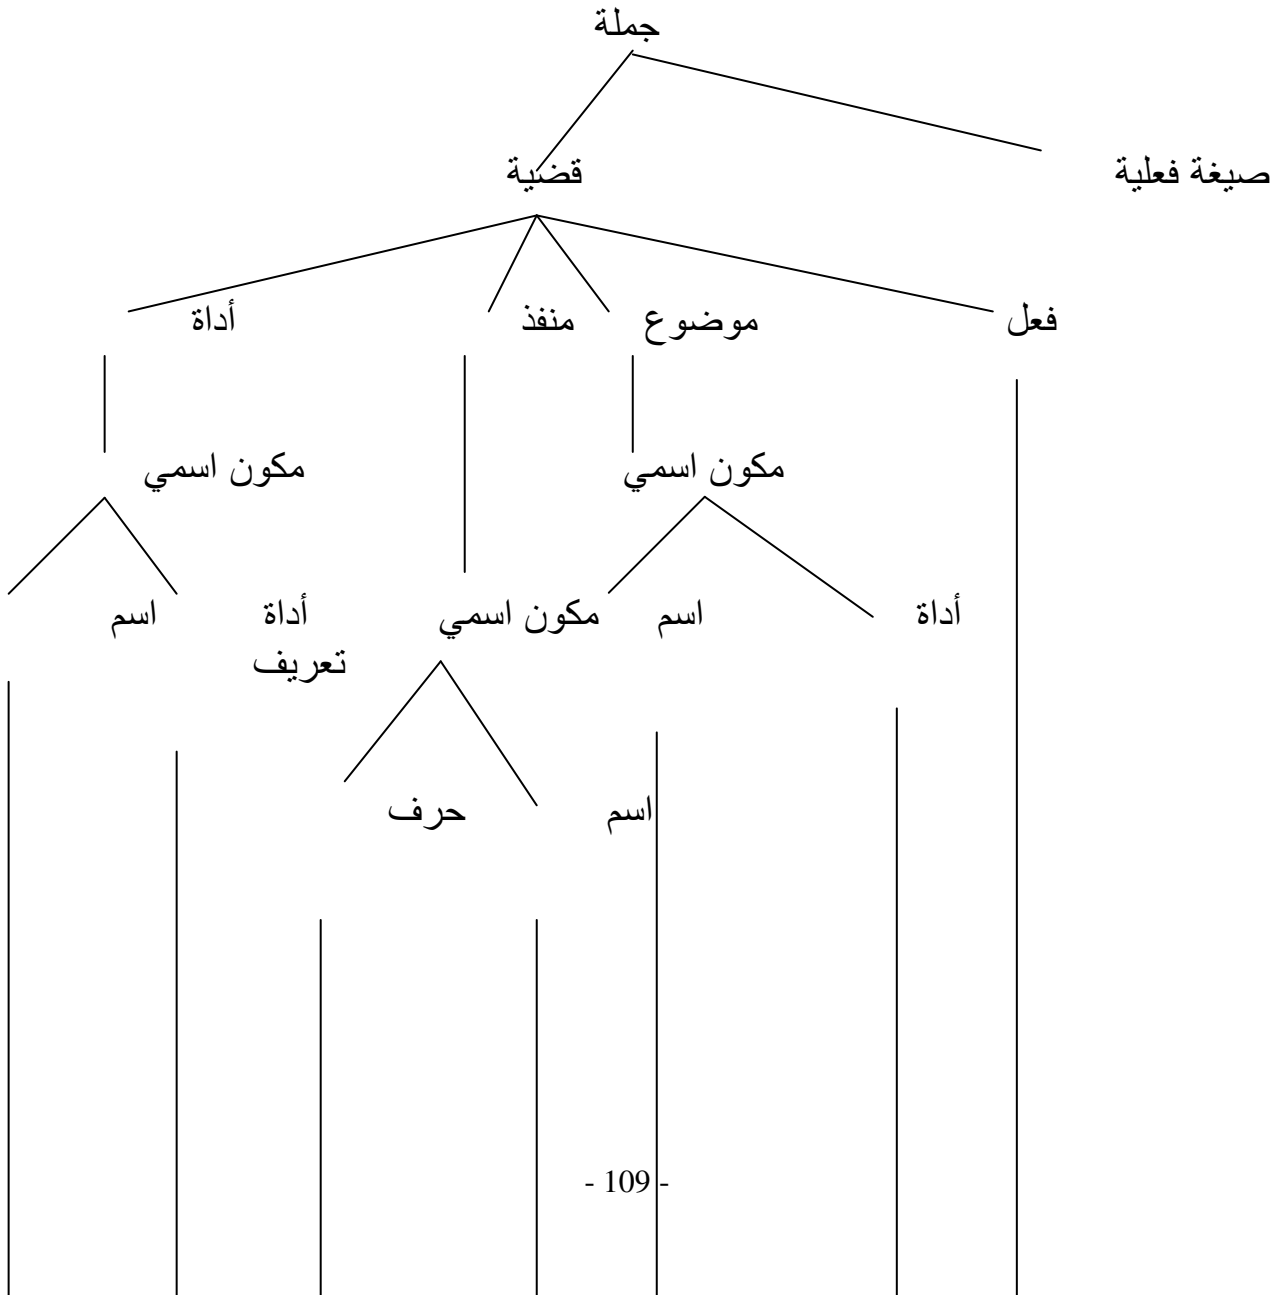 جملة
صيغة فعلية قضية
فعل موضوع منفذ أداة
مكون اسمي مكون اسمي
أداة اسم مكون اسمي أداة اسم
تعريف
اسم حرف
- 109 -